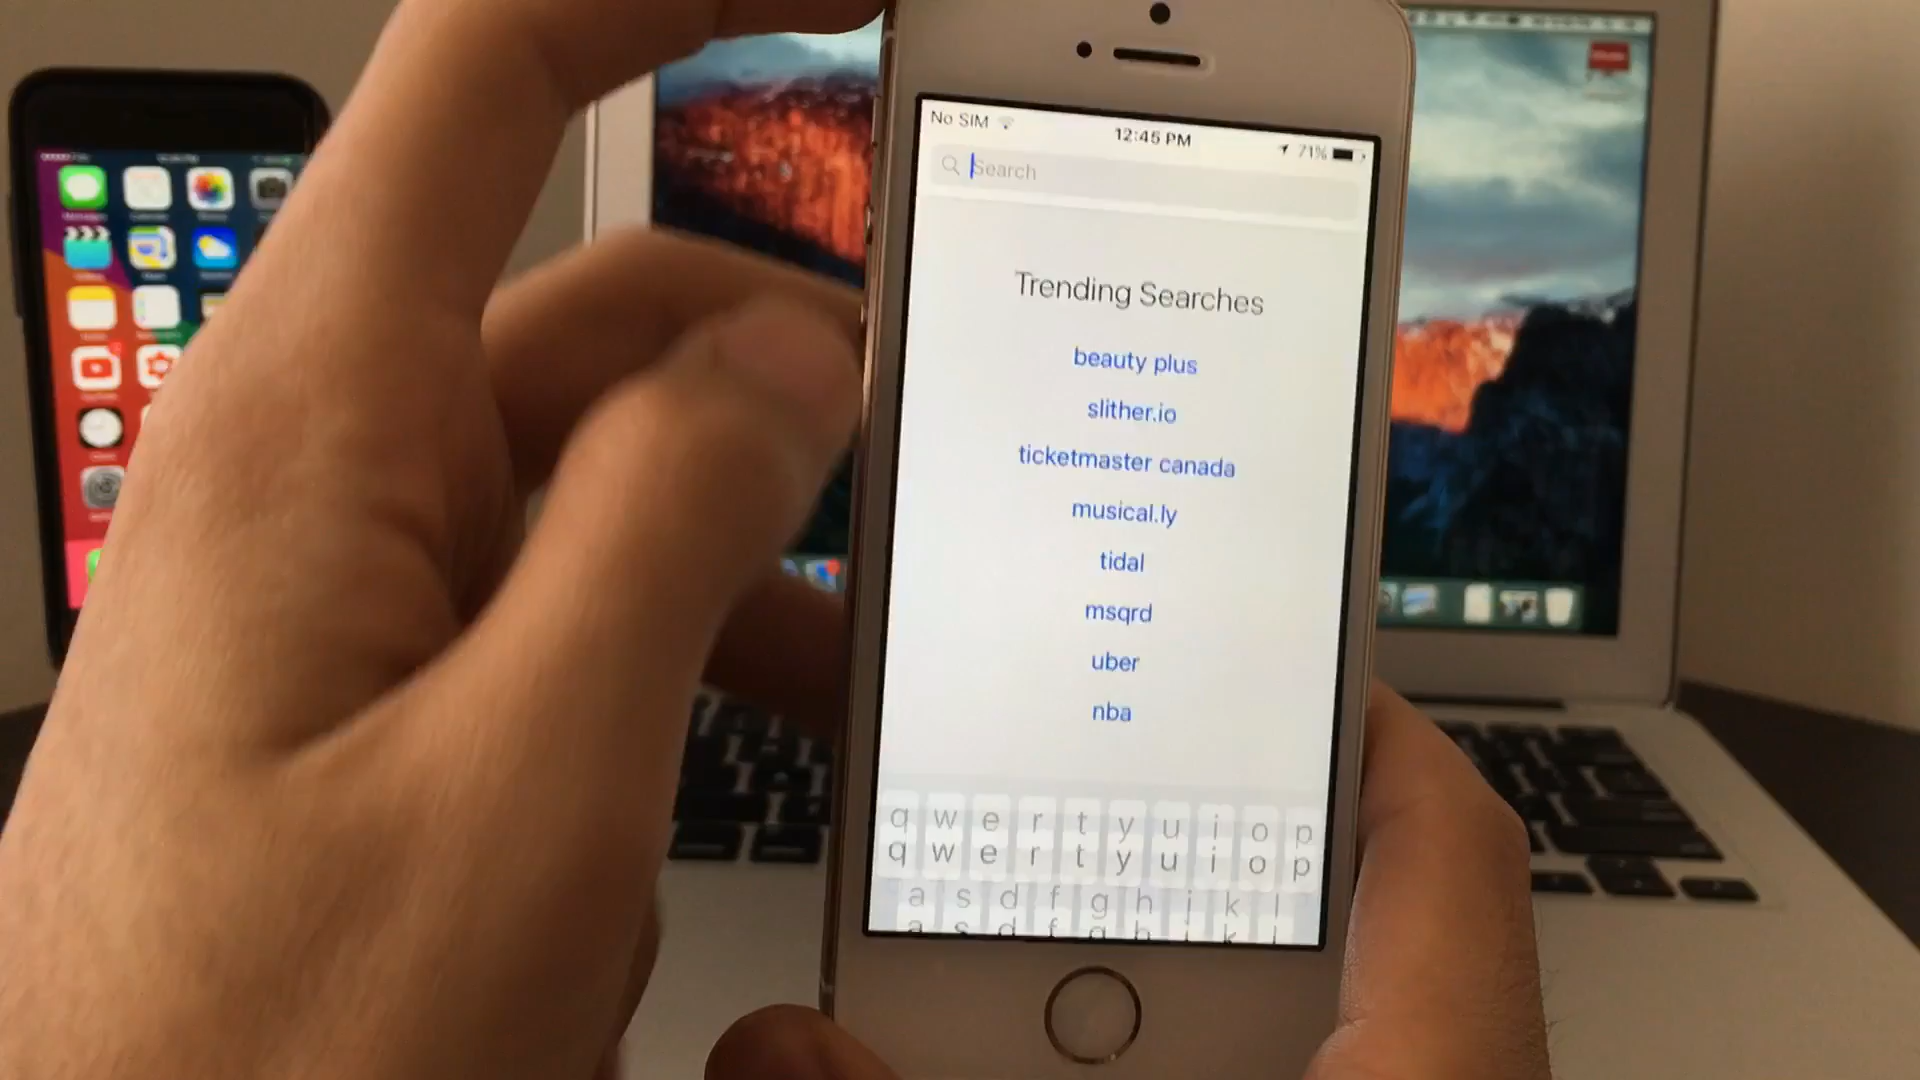 No SIM
12:45 PM
71%
Search
Trending Searches
beauty plus
slither.io
ticketmaster canada
musical.ly
tidal
msqrd
uber
nba
q w e r t y u i o p
q w e r t y u i o p
a s d f g h j k l
a s d f g h j k l